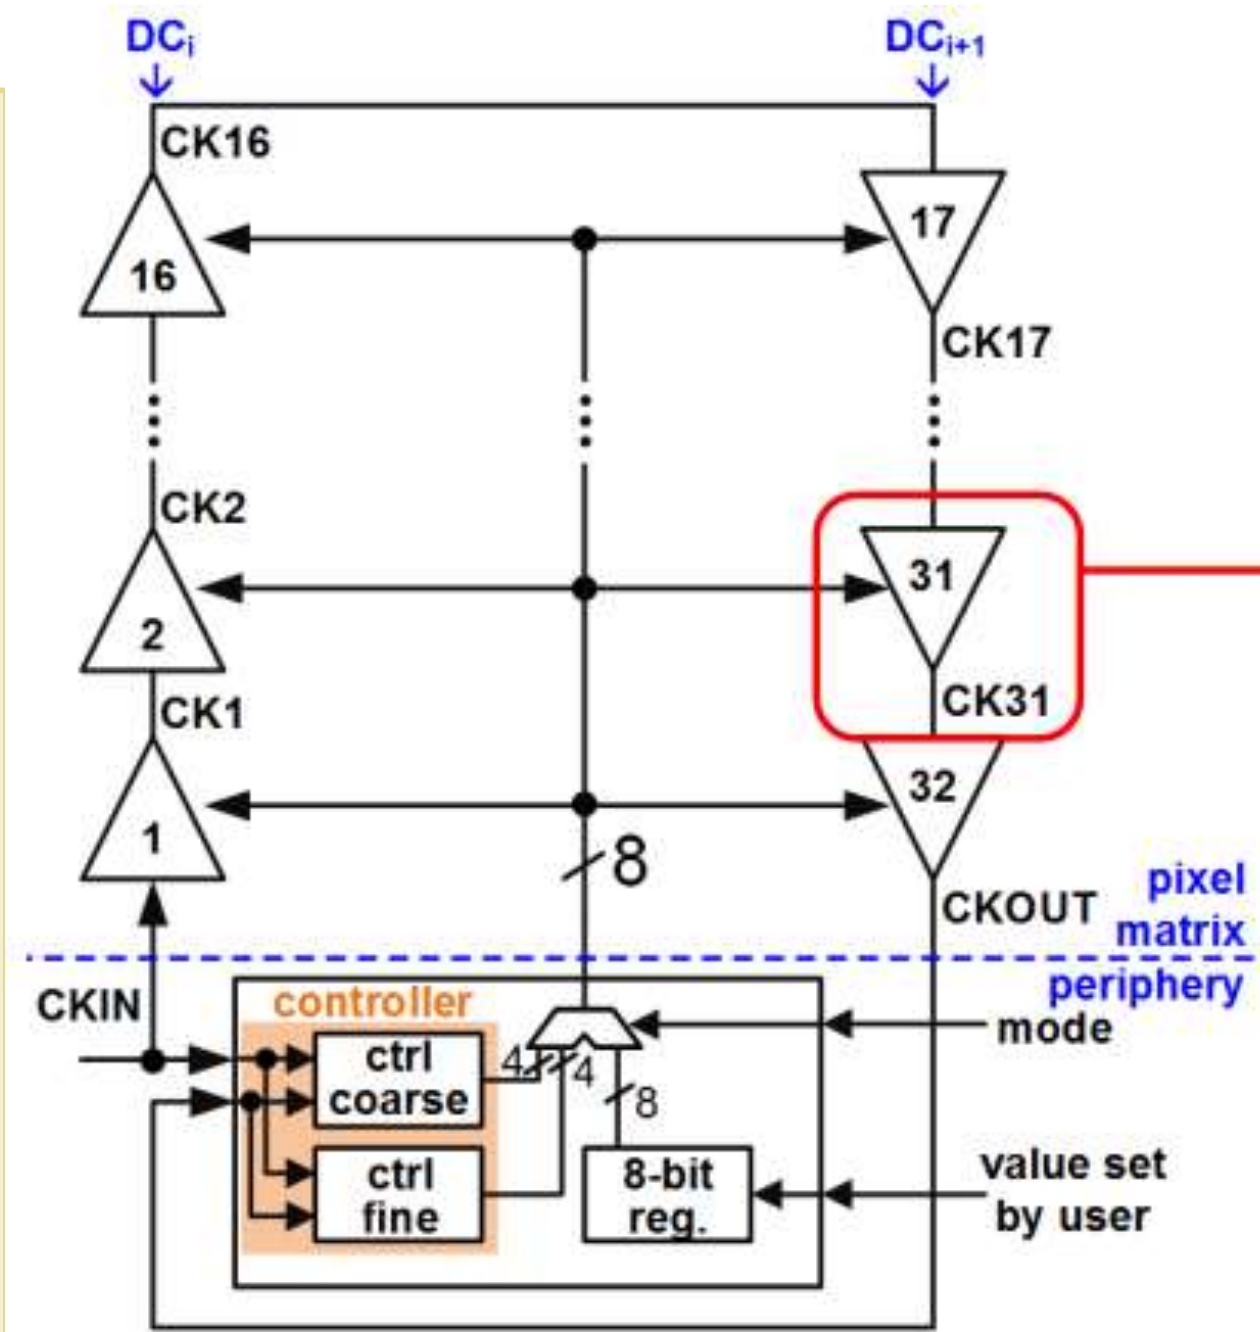 DCi
DCi+1
CK16
17
16
CK17
CK2
31
2
CK1
CK31
32
1
8
CKOUT
pixel
matrix
periphery
CKIN
controller
mode
ctrl
coarse
4
4
8
ctrl
fine
8-bit
reg.
value set
by user